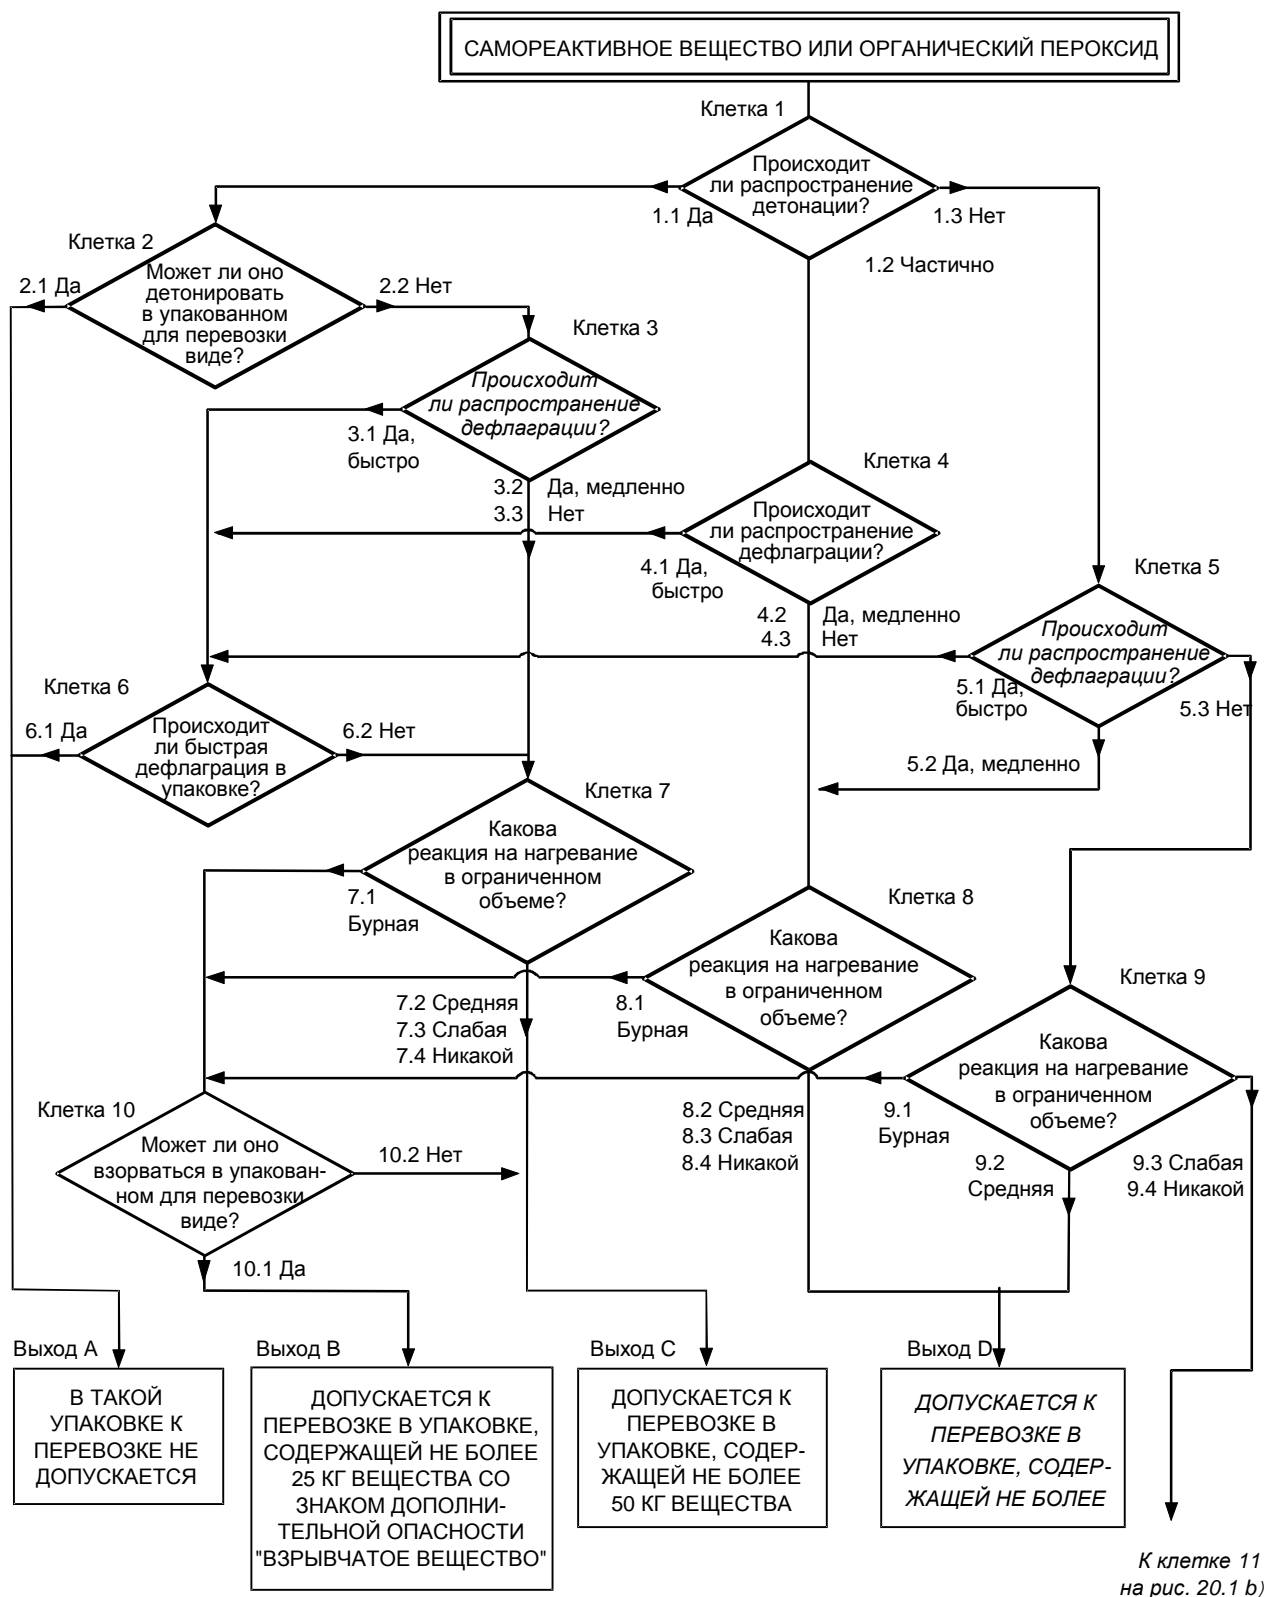 САМОРЕАКТИВНОЕ ВЕЩЕСТВО ИЛИ ОРГАНИЧЕСКИЙ ПЕРОКСИД
Клетка 1
Происходит
ли распространение
детонации?
1.1 Да
1.3 Нет
1.2 Частично
Клетка 2
2.1 Да
Может ли оно
детонировать
в упакованном
для перевозки
виде?
2.2 Нет
Клетка 3
Происходит
ли распространение
дефлаграции?
3.1 Да,
быстро
3.2 Да, медленно
3.3 Нет
Клетка 4
Происходит
ли распространение
дефлаграции?
4.1 Да,
быстро
4.2 Да, медленно
4.3 Нет
Клетка 5
Происходит
ли распространение
дефлаграции?
5.1 Да,
быстро
5.3 Нет
5.2 Да, медленно
Клетка 6
6.1 Да
Происходит
ли быстрая
дефлаграция в
упаковке?
6.2 Нет
Клетка 7
Какова
реакция на нагревание
в ограниченном
объеме?
7.1
Бурная
7.2 Средняя
7.3 Слабая
7.4 Никакой
Клетка 8
Какова
реакция на нагревание
в ограниченном
объеме?
8.1
Бурная
8.2 Средняя
8.3 Слабая
8.4 Никакой
Клетка 9
Какова
реакция на нагревание
в ограниченном
объеме?
9.1
Бурная
9.2
Средняя
9.3 Слабая
9.4 Никакой
Клетка 10
Может ли оно
взорваться в упакован-
ном для перевозки
виде?
10.2 Нет
10.1 Да
Выход A
В ТАКОЙ
УПАКОВКЕ К
ПЕРЕВОЗКЕ НЕ
ДОПУСКАЕТСЯ
Выход B
ДОПУСКАЕТСЯ К
ПЕРЕВОЗКЕ В УПАКОВКЕ,
СОДЕРЖАЩЕЙ НЕ БОЛЕЕ
25 КГ ВЕЩЕСТВА СО
ЗНАКОМ ДОПОЛНИ-
ТЕЛЬНОЙ ОПАСНОСТИ
"ВЗРЫВЧАТОЕ ВЕЩЕСТВО"
Выход C
ДОПУСКАЕТСЯ К
ПЕРЕВОЗКЕ В
УПАКОВКЕ, СОДЕР-
ЖАЩЕЙ НЕ БОЛЕЕ
50 КГ ВЕЩЕСТВА
Выход D
ДОПУСКАЕТСЯ К
ПЕРЕВОЗКЕ В
УПАКОВКЕ, СОДЕР-
ЖАЩЕЙ НЕ БОЛЕЕ
К клетке 11
на рис. 20.1 b)